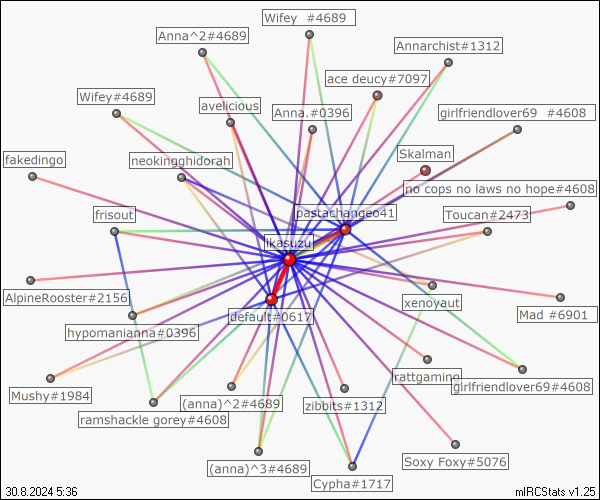 Wifey #4689
Anna^2#4689
Annarchist#1312
ace deucy#7097
Wifey#4689
avelicious
Anna.#0396
girlfriendlover69 #4608
fakedingo
neokingghidorah
Skalman
no cops no laws no hope#4608
frisout
pastachangeo41
Toucan#2473
ikasuzu
AlpineRooster#2156
default#0617
xenoyaut
Mad #6901
hypomanianna#0396
rattgaming
girlfriendlover69#4608
Mushy#1984
ramshackle gorey#4608
(anna)^2#4689
zibbits#1312
(anna)^3#4689
Cypha#1717
Soxy Foxy#5076
30.8.2024 5:36
mIRCStats v1.25